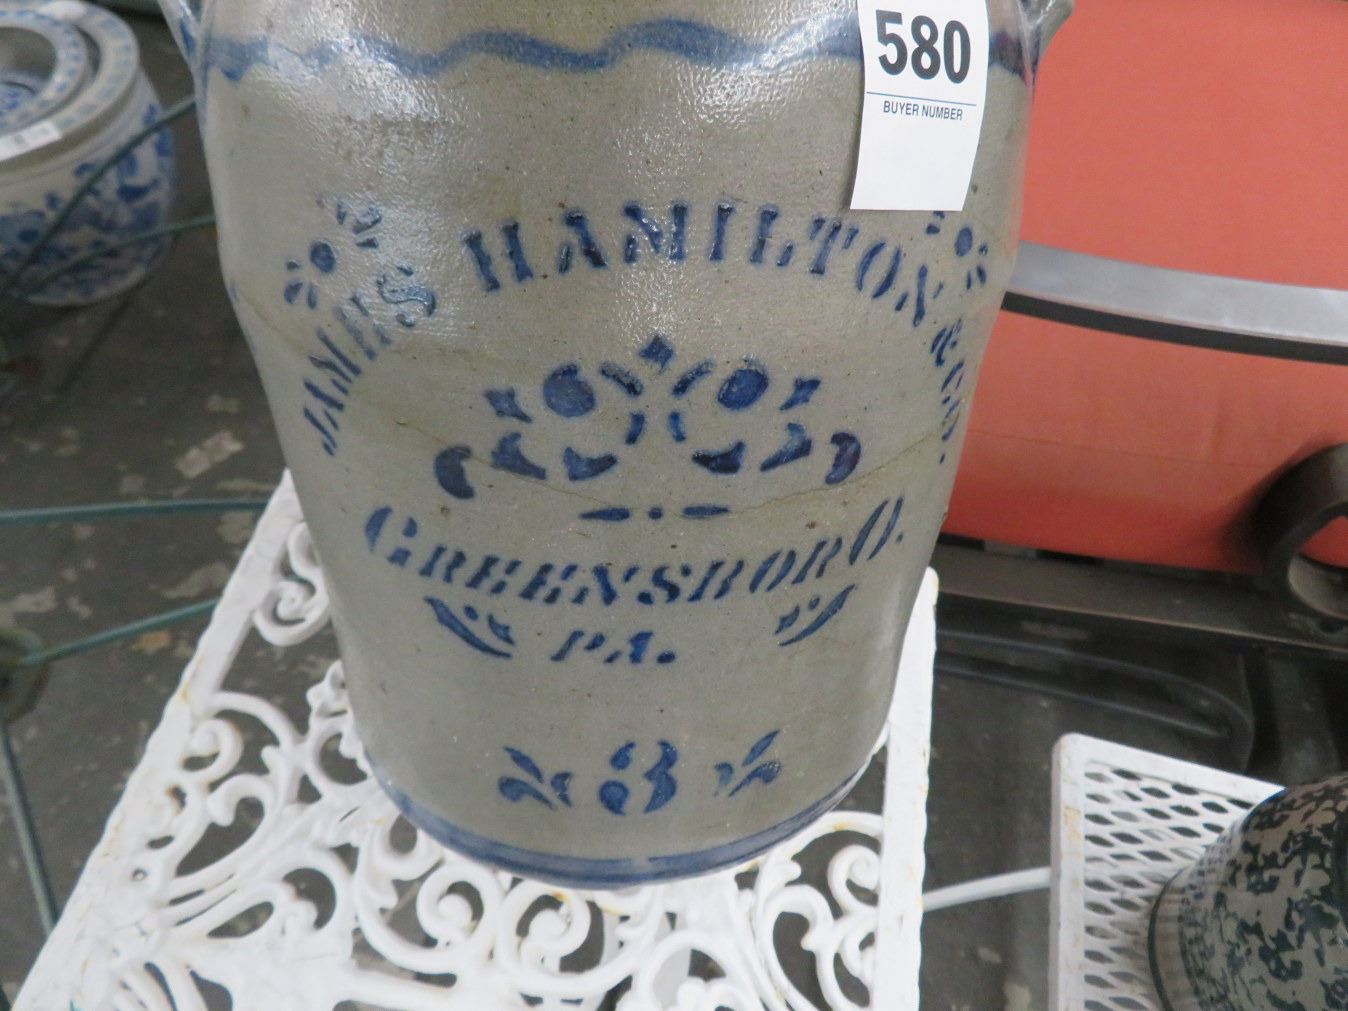 580
BUYER NUMBER
JAMES HAMILTON & CO.
GREENSBORO.
PA.
3